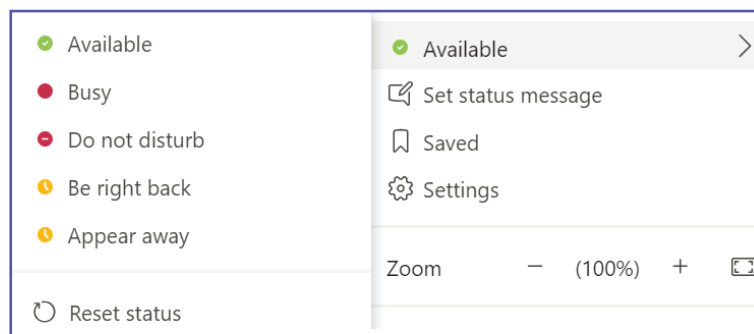 Available
Busy
Do not disturb
Be right back
Appear away
Reset status
Available
Set status message
Saved
Settings
Zoom − (100%) +